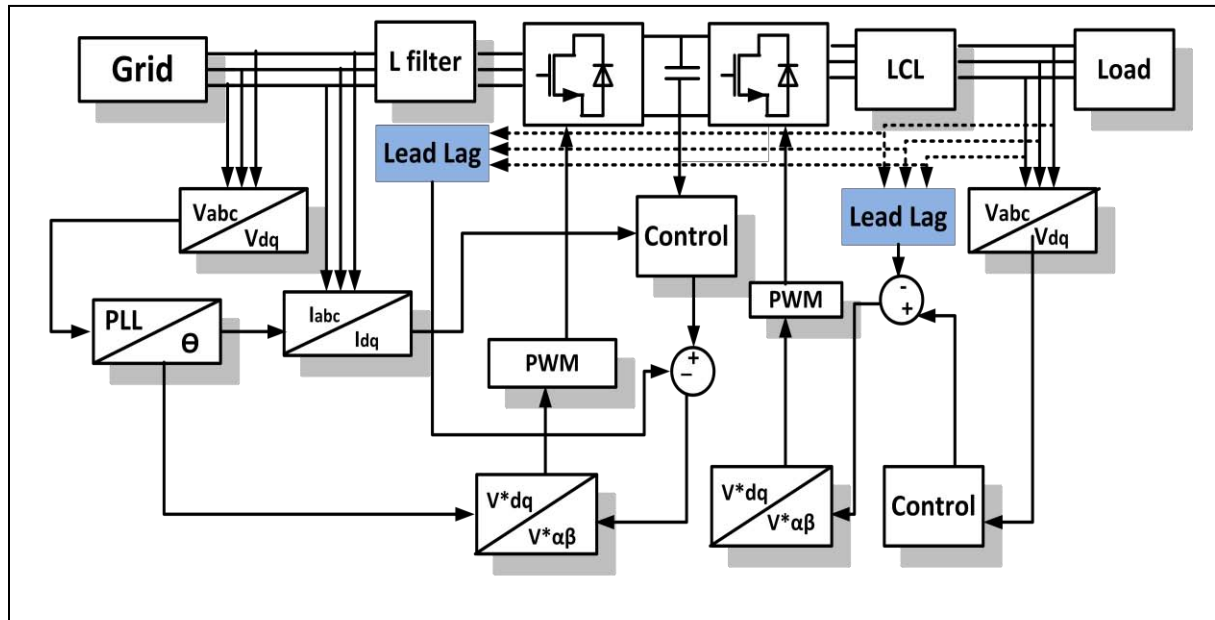 Grid
L filter
LCL
Load
Lead Lag
Vabc
Vdq
Control
Lead Lag
Vabc
Vdq
PLL
Θ
Iabc
Idq
PWM
+
−
PWM
-
+
V*dq
V*αβ
V*dq
V*αβ
Control